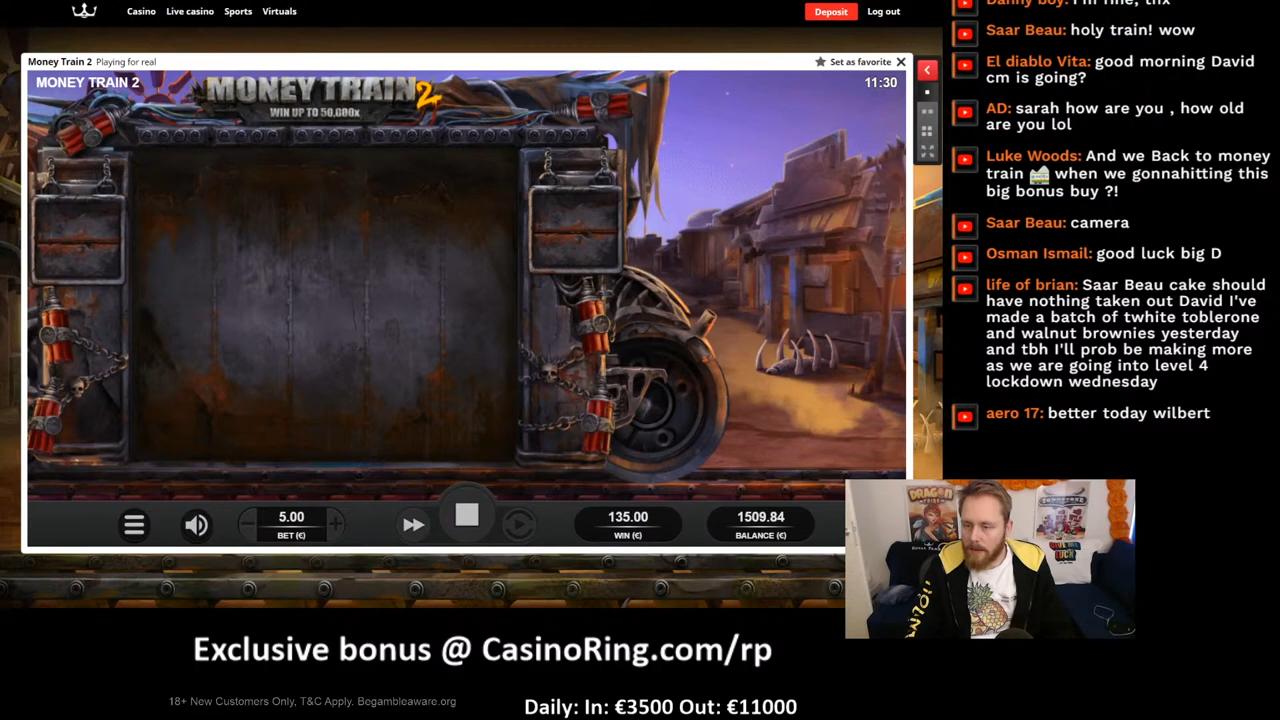 Casino Live casino Sports Virtuals Deposit Log out
Money Train 2 Playing for real Set as favorite
MONEY TRAIN 2 11:30
MONEY TRAIN 2
WIN UP TO 50.000x
5.00
BET (€)
135.00
WIN (€)
1509.84
BALANCE (€)
Danny boy: I'm fine, thx
Saar Beau: holy train! wow
El diablo Vita: good morning David
cm is going?
AD: sarah how are you , how old
are you lol
Luke Woods: And we Back to money
train 🚋 when we gonnahitting this
big bonus buy ?!
Saar Beau: camera
Osman Ismail: good luck big D
life of brian: Saar Beau cake should
have nothing taken out David I've
made a batch of twhite toblerone
and walnut brownies yesterday
and tbh I'll prob be making more
as we are going into level 4
lockdown wednesday
aero 17: better today wilbert
DRAGON
Exclusive bonus @ CasinoRing.com/rp
18+ New Customers Only, T&C Apply. Begambleaware.org
Daily: In: €3500 Out: €11000